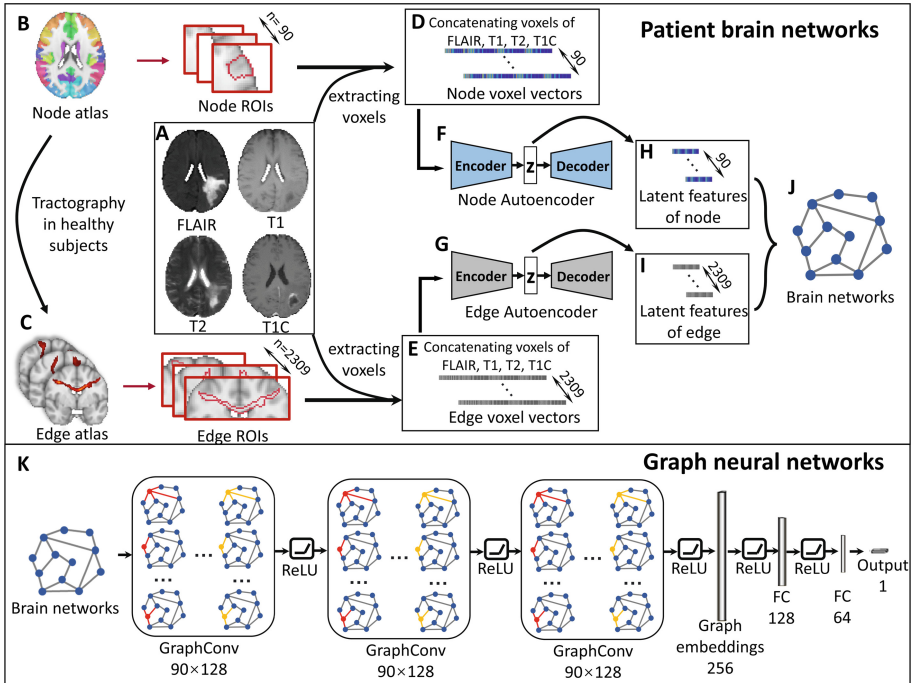 Patient brain networks
B
Node atlas
n= 90
Node ROIs
Tractography
in healthy
subjects
A
FLAIR
T1
T2
T1C
extracting
voxels
D
Concatenating voxels of
FLAIR, T1, T2, T1C
90
Node voxel vectors
F
Encoder
Z
Decoder
Node Autoencoder
H
90
Latent features
of node
J
Brain networks
G
Encoder
Z
Decoder
Edge Autoencoder
I
2309
Latent features
of edge
C
Edge atlas
n=2309
Edge ROIs
extracting
voxels
E
Concatenating voxels of
FLAIR, T1, T2, T1C
2309
Edge voxel vectors
K
Graph neural networks
Brain networks
...
...
...
GraphConv
90×128
ReLU
...
...
...
GraphConv
90×128
ReLU
...
...
...
GraphConv
90×128
ReLU
Graph
embeddings
256
ReLU
FC
128
ReLU
FC
64
Output
1